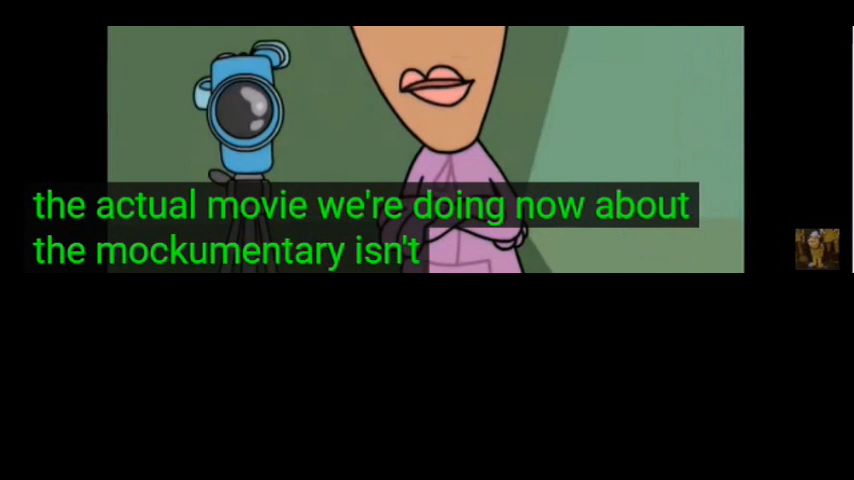 the actual movie we're doing now about
the mockumentary isn't